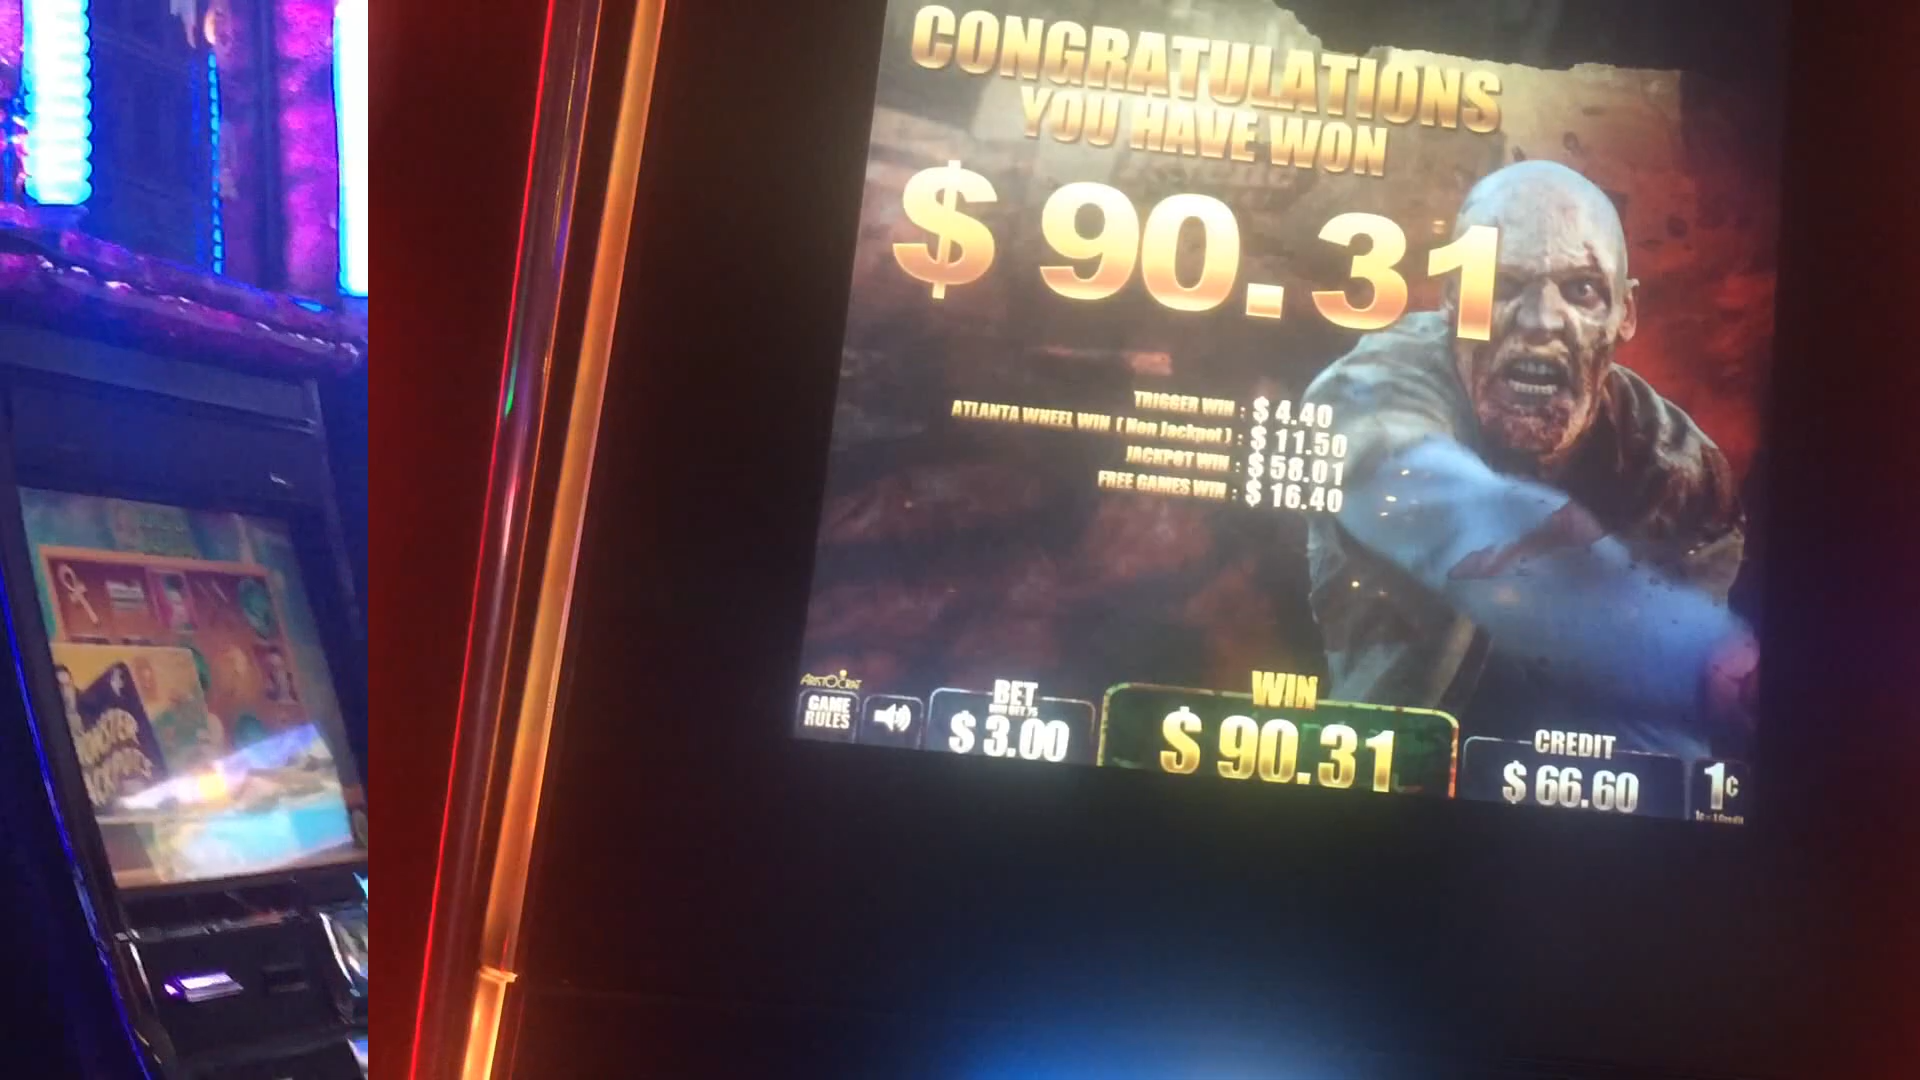 CONGRATULATIONS
YOU HAVE WON
$90.31
TRIGGER WIN : $ 4.40
ATLANTA WHEEL WIN ( Non Jackpot ) : $ 11.50
JACKPOT WIN : $ 58.01
FREE GAMES WIN : $ 16.40
ARISTOCRAT
GAME
RULES
BET
$ 3.00
WIN
$ 90.31
CREDIT
$ 66.60
1¢